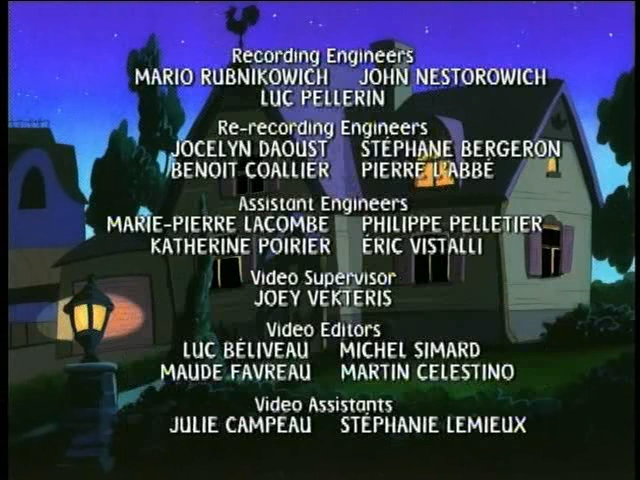 Recording Engineers
MARIO RUBNIKOWICH JOHN NESTOROWICH
LUC PELLERIN
Re-recording Engineers
JOCELYN DAOUST STÉPHANE BERGERON
BENOIT COALLIER PIERRE L'ABBÉ
Assistant Engineers
MARIE-PIERRE LACOMBE PHILIPPE PELLETIER
KATHERINE POIRIER ÉRIC VISTALLI
Video Supervisor
JOEY VEKTERIS
Video Editors
LUC BÉLIVEAU MICHEL SIMARD
MAUDE FAVREAU MARTIN CELESTINO
Video Assistants
JULIE CAMPEAU STÉPHANIE LEMIEUX